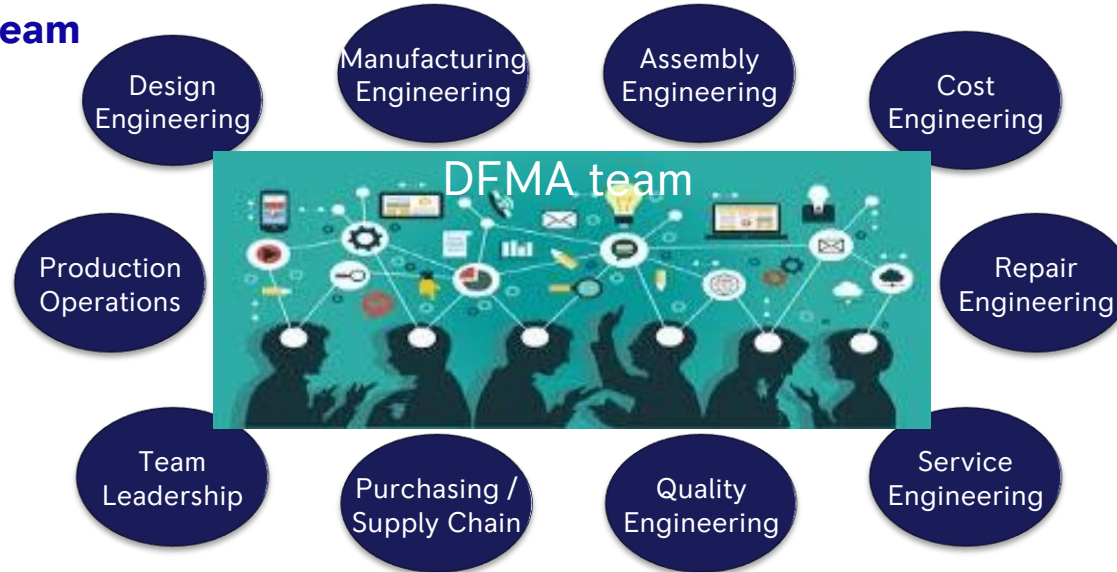 eam
Design
Engineering
Manufacturing
Engineering
Assembly
Engineering
Cost
Engineering
DFMA team
Production
Operations
Repair
Engineering
Team
Leadership
Purchasing /
Supply Chain
Quality
Engineering
Service
Engineering